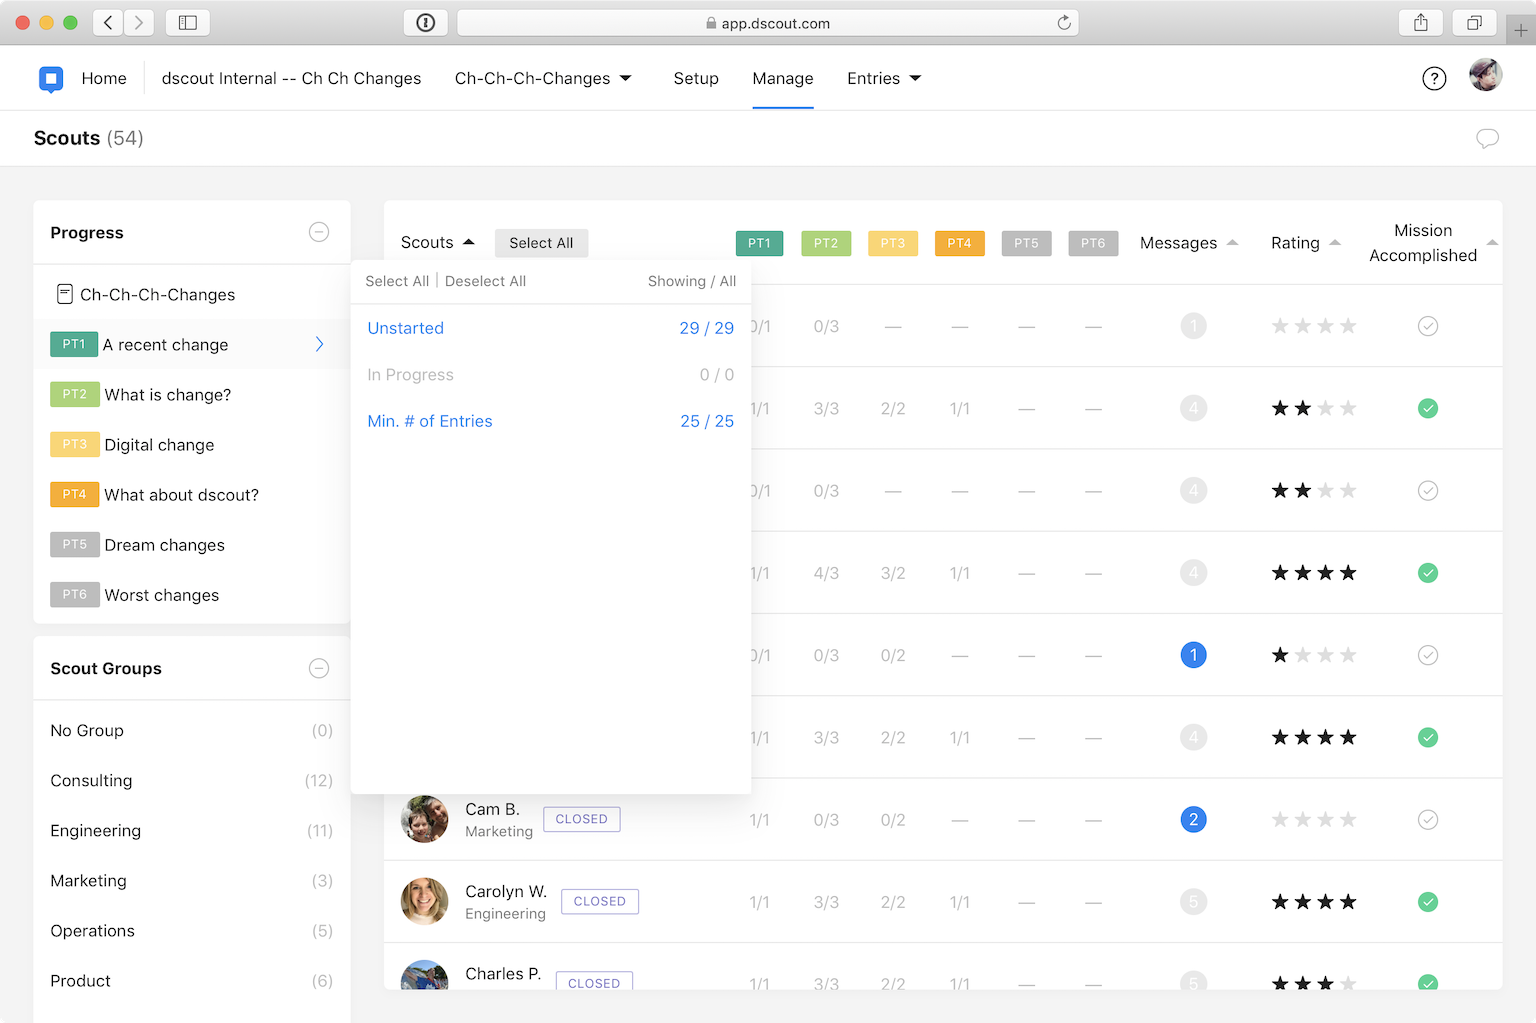 app.dscout.com
Home
dscout Internal -- Ch Ch Changes
Ch-Ch-Ch-Changes
Setup
Manage
Entries
?
Scouts (54)
Progress
Ch-Ch-Ch-Changes
PT1 A recent change
PT2 What is change?
PT3 Digital change
PT4 What about dscout?
PT5 Dream changes
PT6 Worst changes
Scout Groups
No Group (0)
Consulting (12)
Engineering (11)
Marketing (3)
Operations (5)
Product (6)
Scouts Select All PT1 PT2 PT3 PT4 PT5 PT6 Messages Rating Mission
Accomplished
Select All | Deselect All Showing / All
Unstarted 29 / 29
In Progress 0 / 0
Min. # of Entries 25 / 25
0/1 0/3 — — — — 1
1/1 3/3 2/2 1/1 — — 4
0/1 0/3 — — — — 4
1/1 4/3 3/2 1/1 — — 4
0/1 0/3 0/2 — — — 1
1/1 3/3 2/2 1/1 — — 4
Cam B.
Marketing
CLOSED 1/1 0/3 0/2 — — — 2
Carolyn W.
Engineering
CLOSED 1/1 3/3 2/2 1/1 — — 5
Charles P.
CLOSED 1/1 3/3 2/2 1/1 — — 5